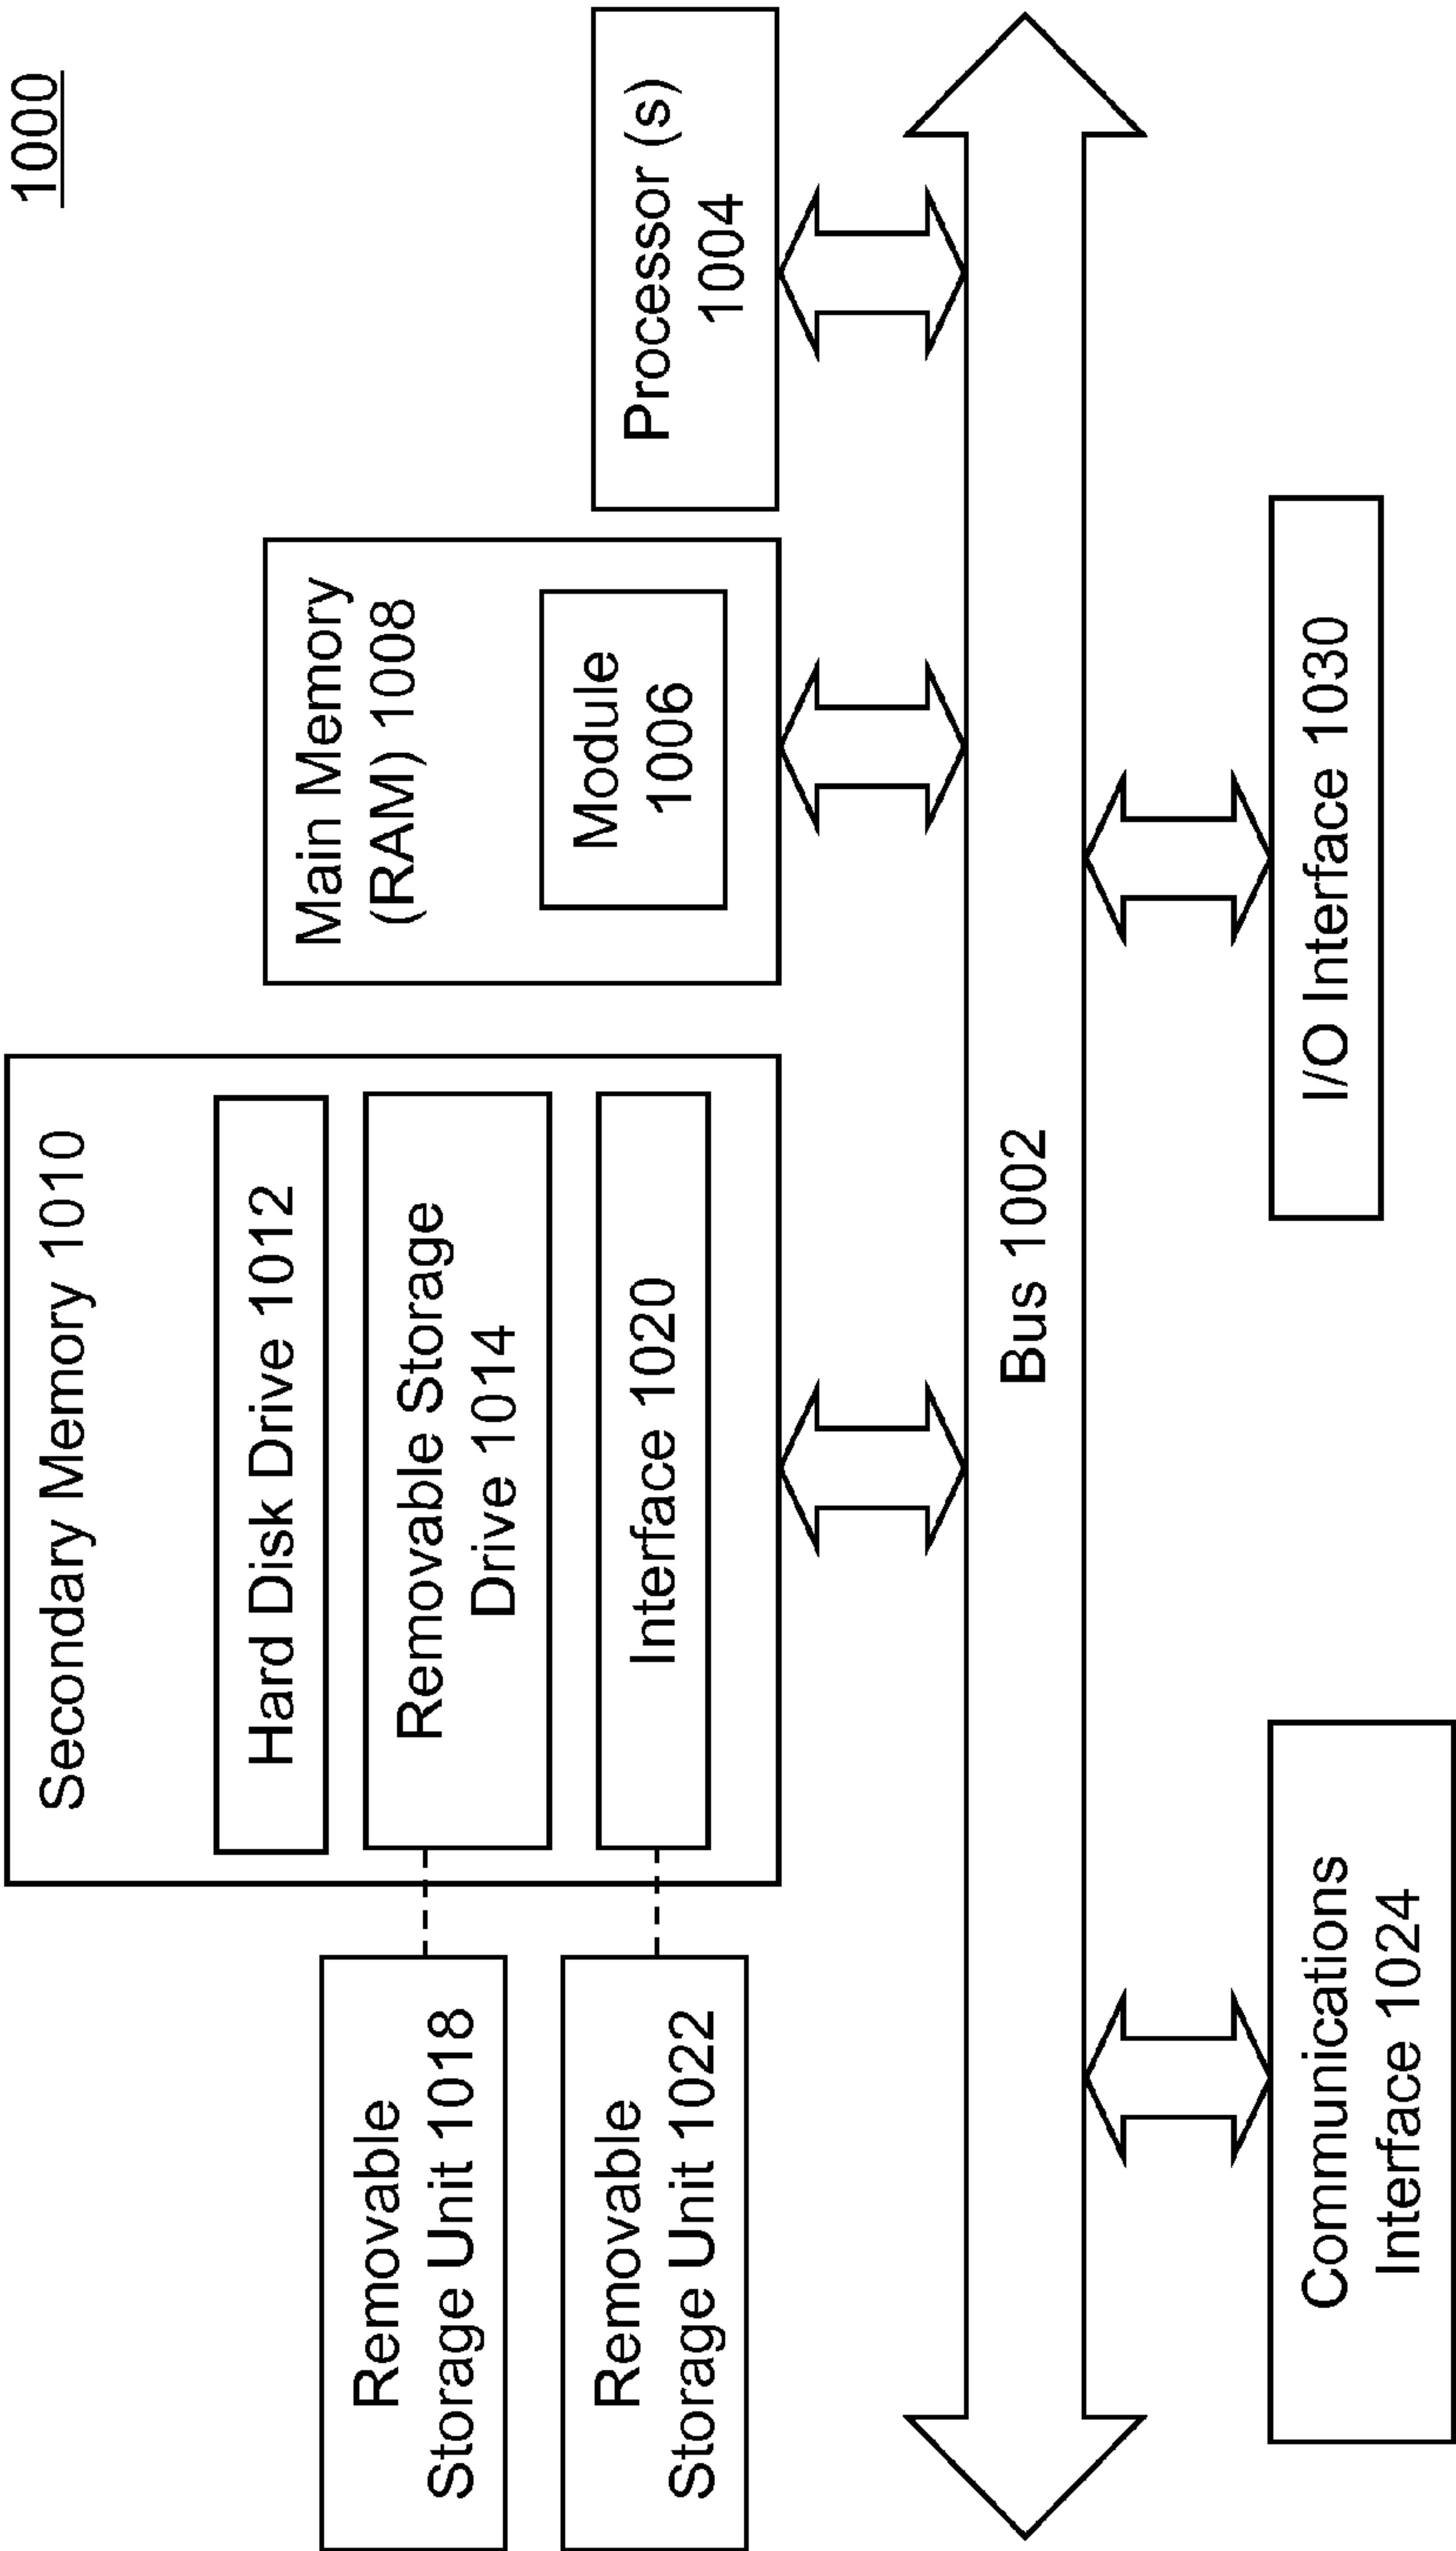 1000
Secondary Memory 1010
Hard Disk Drive 1012
Removable Storage
Drive 1014
Interface 1020
Removable
Storage Unit 1018
Removable
Storage Unit 1022
Main Memory
(RAM) 1008
Module
1006
Processor (s)
1004
Bus 1002
Communications
Interface 1024
I/O Interface 1030